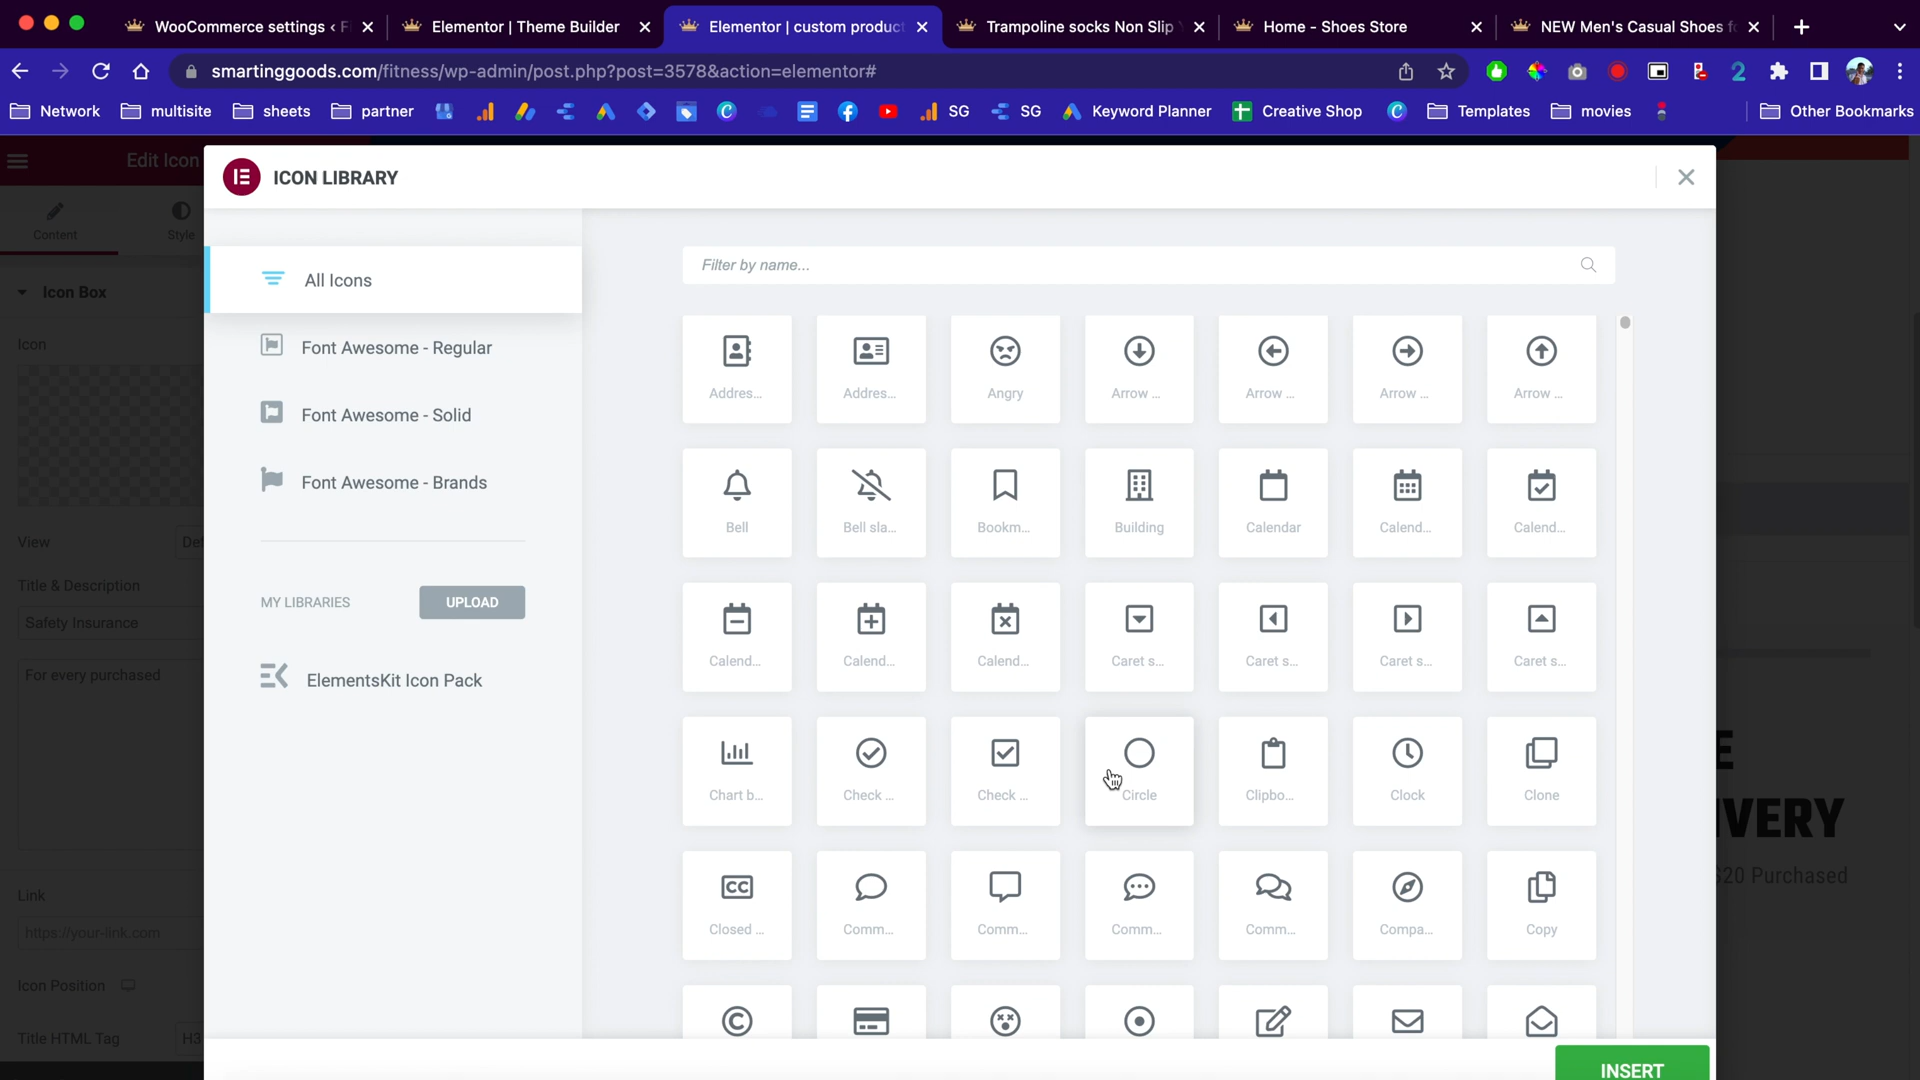 WooCommerce settings ‹ F
Elementor | Theme Builder
Elementor | custom product
Trampoline socks Non Slip
Home - Shoes Store
NEW Men's Casual Shoes f
smartinggoods.com/fitness/wp-admin/post.php?post=3578&action=elementor#
Network
multisite
sheets
partner
SG
SG
Keyword Planner
Creative Shop
Templates
movies
Other Bookmarks
Edit Icon
Content
Style
Icon Box
Icon
View
Def
Title & Description
Safety Insurance
For every purchased
Link
https://your-link.com
Icon Position
Title HTML Tag
H3
ICON LIBRARY
All Icons
Font Awesome - Regular
Font Awesome - Solid
Font Awesome - Brands
MY LIBRARIES
UPLOAD
ElementsKit Icon Pack
Filter by name...
Addres...
Addres...
Angry
Arrow ...
Arrow ...
Arrow ...
Arrow ...
Bell
Bell sla...
Bookm...
Building
Calendar
Calend...
Calend...
Calend...
Calend...
Calend...
Caret s...
Caret s...
Caret s...
Caret s...
Chart b...
Check ...
Check ...
Circle
Clipbo...
Clock
Clone
CC
Closed ...
Comm...
Comm...
Comm...
Comm...
Compa...
Copy
INSERT
E
IVERY
$20 Purchased